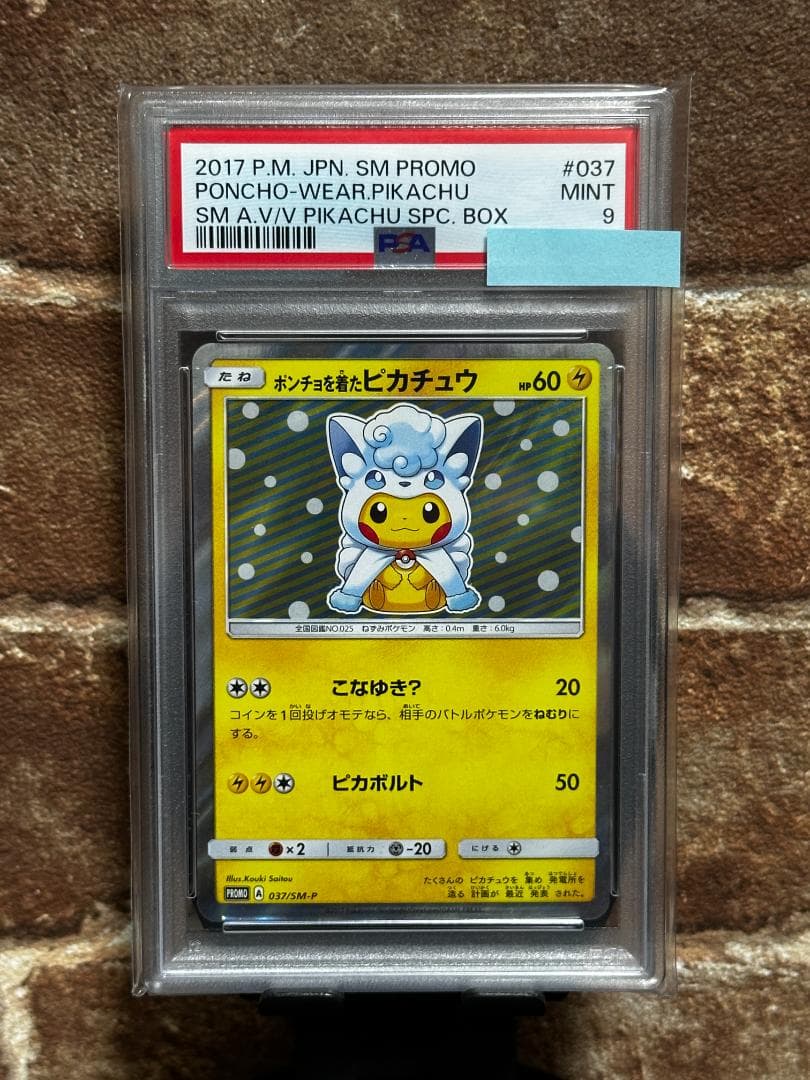 2017 P.M. JPN. SM PROMO #037
PONCHO-WEAR.PIKACHU MINT
SM A.V/V PIKACHU SPC. BOX 9
PSA
たね ポンチョを着たピカチュウ HP60
全国図鑑NO.025 ねずみポケモン 高さ:0.4m 重さ:6.0kg
こなゆき? 20
コインを1回投げオモテなら、相手のバトルポケモンをねむりに
する。
ピカボルト 50
弱点 ×2 抵抗力 -20 にげる
Illus.Kouki Saitou
たくさんの ピカチュウを 集め 発電所を
造る 計画が 最近 発表 された。
PROMO A 037/SM-P